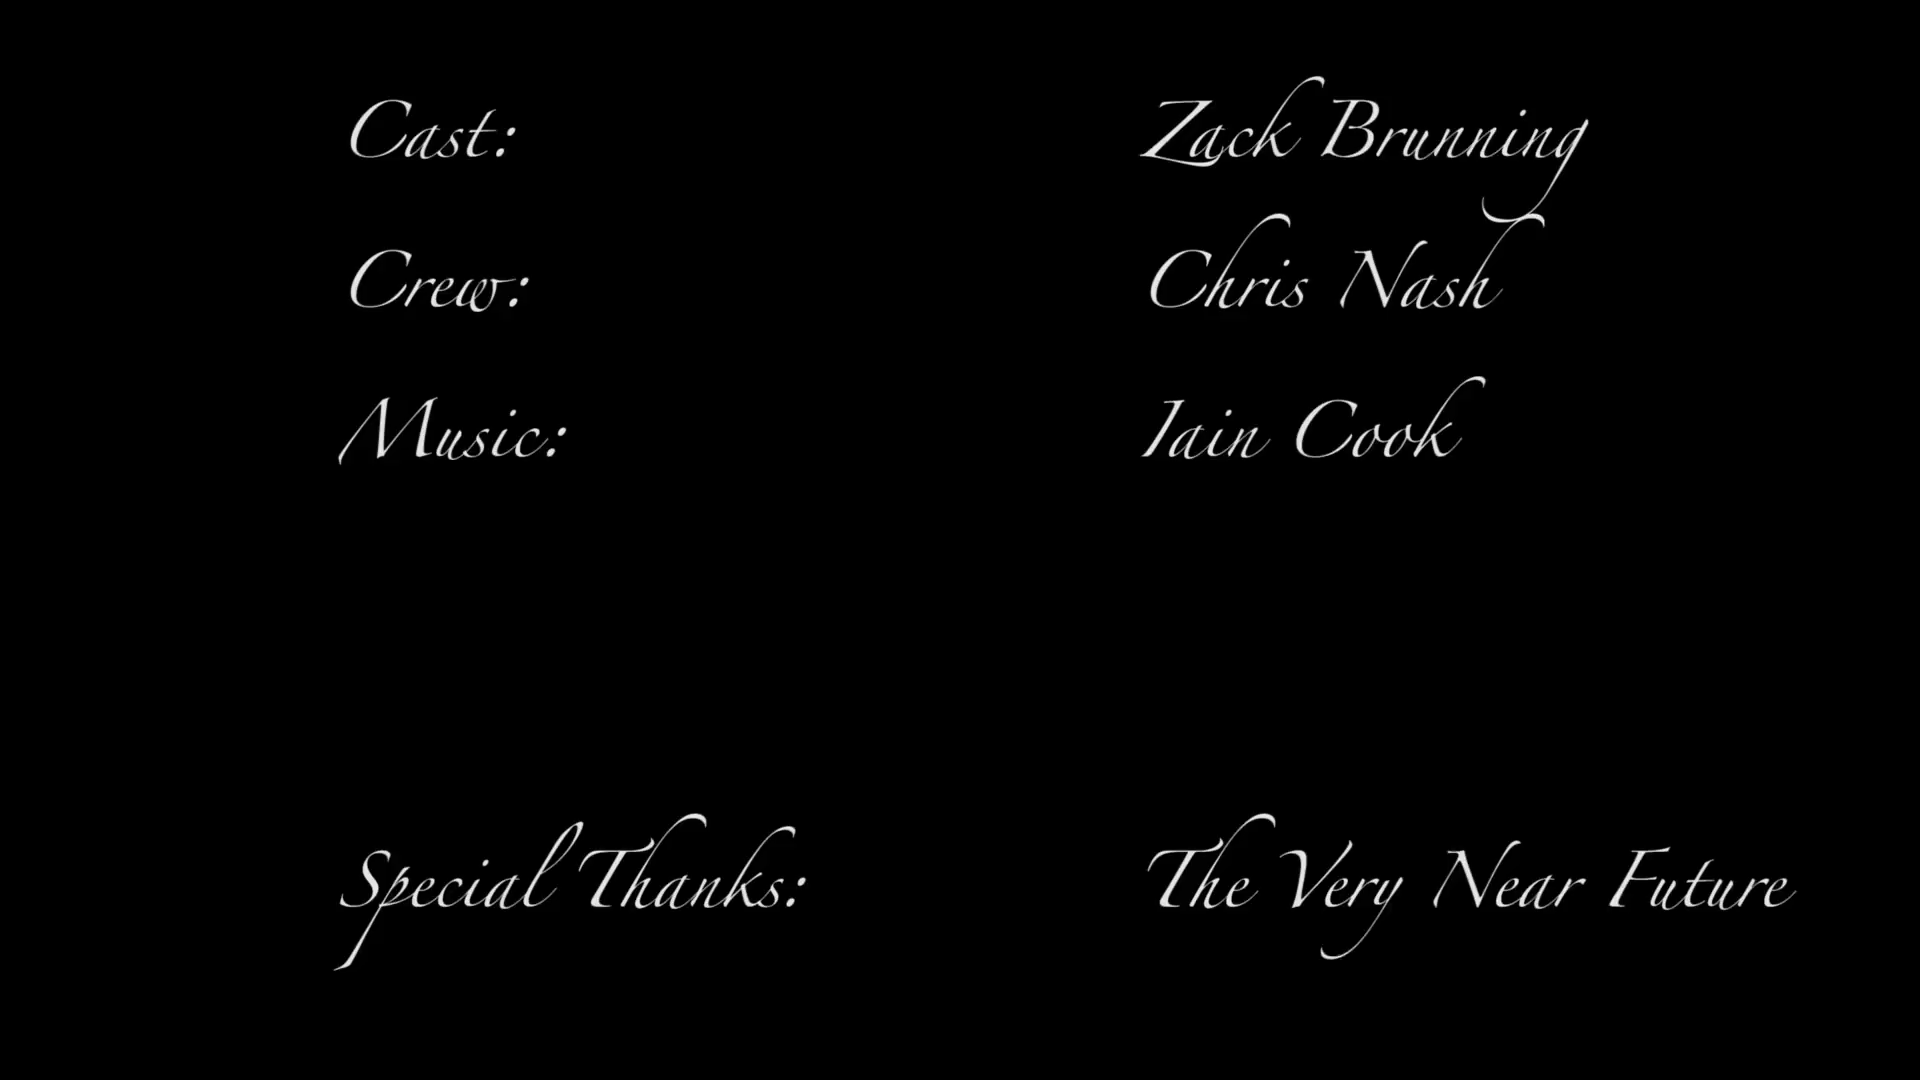 Cast: Zack Brunning
Crew: Chris Nash
Music: Iain Cook
Special Thanks: The Very Near Future